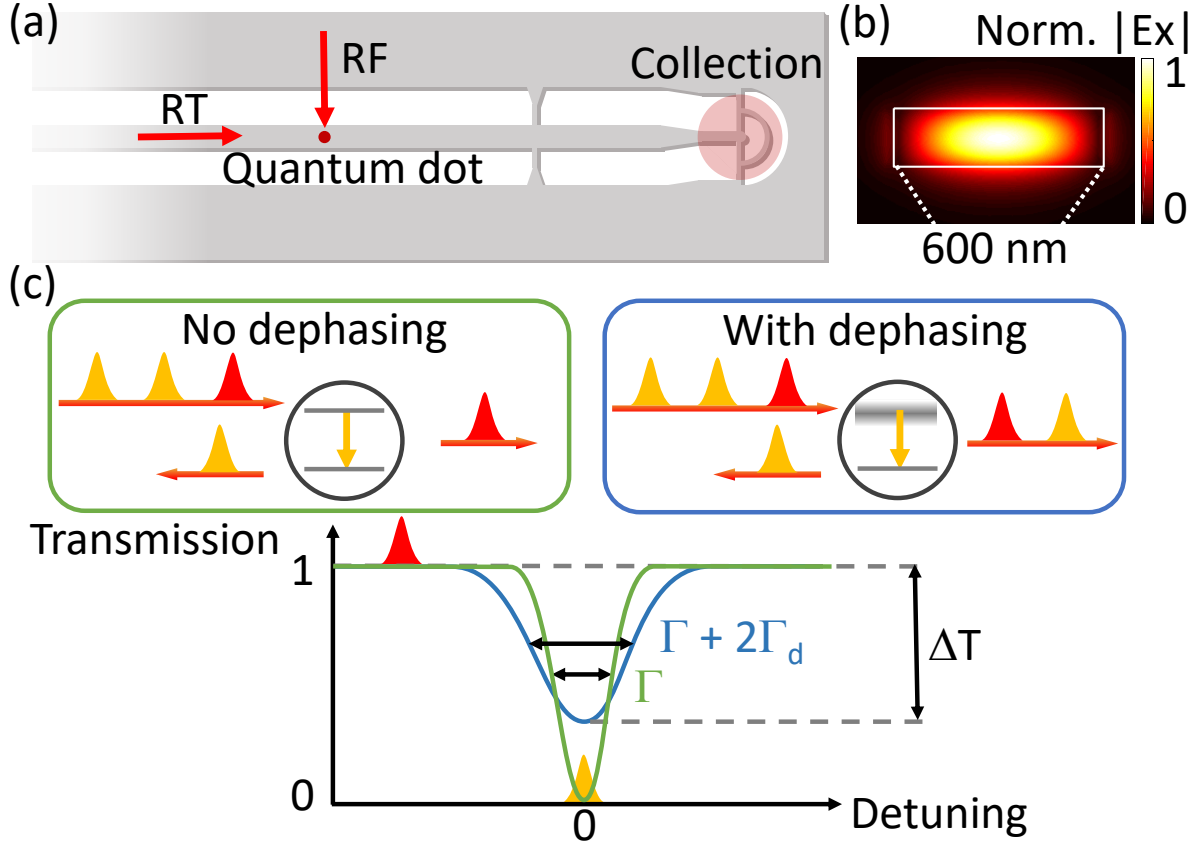 (a)
RF
RT
Quantum dot
Collection
(b)
Norm. |Ex|
1
0
600 nm
(c)
No dephasing
With dephasing
Transmission
1
Γ + 2Γd
Γ
ΔT
0
0
Detuning